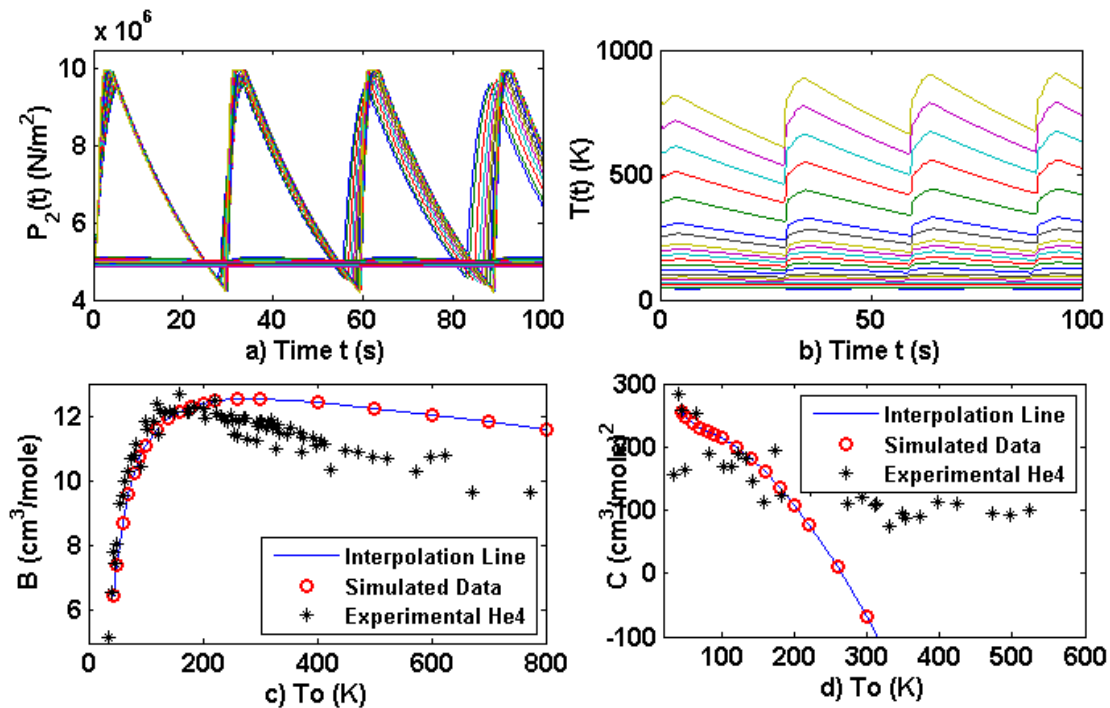 x 10^6
10
8
6
4
P_2(t) (N/m^2)
0 20 40 60 80 100
a) Time t (s)
1000
500
0
T(t) (K)
0 50 100
b) Time t (s)
12
10
8
6
B (cm^3/mole)
Interpolation Line
Simulated Data
Experimental He4
0 200 400 600 800
c) To (K)
300
200
100
0
-100
C (cm^3/mole)^2
Interpolation Line
Simulated Data
Experimental He4
100 200 300 400 500 600
d) To (K)